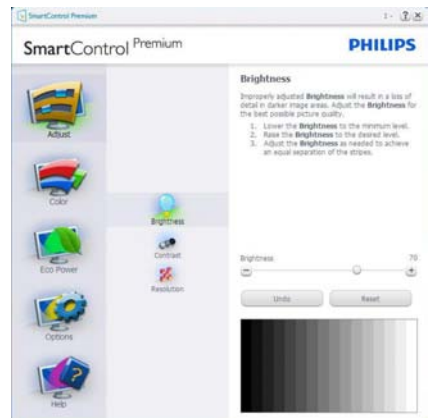 SmartControl Premium
SmartControl Premium
PHILIPS
Adjust
Color
Eco Power
Options
Help
Brightness
Contrast
Resolution
Brightness
Improperly adjusted Brightness will result in a loss of
detail in darker image areas. Adjust the Brightness for
the best possible picture quality.
1. Lower the Brightness to the minimum level.
2. Raise the Brightness to the desired level.
3. Adjust the Brightness as needed to achieve
an equal separation of the stripes.
Brightness 70
Undo Reset